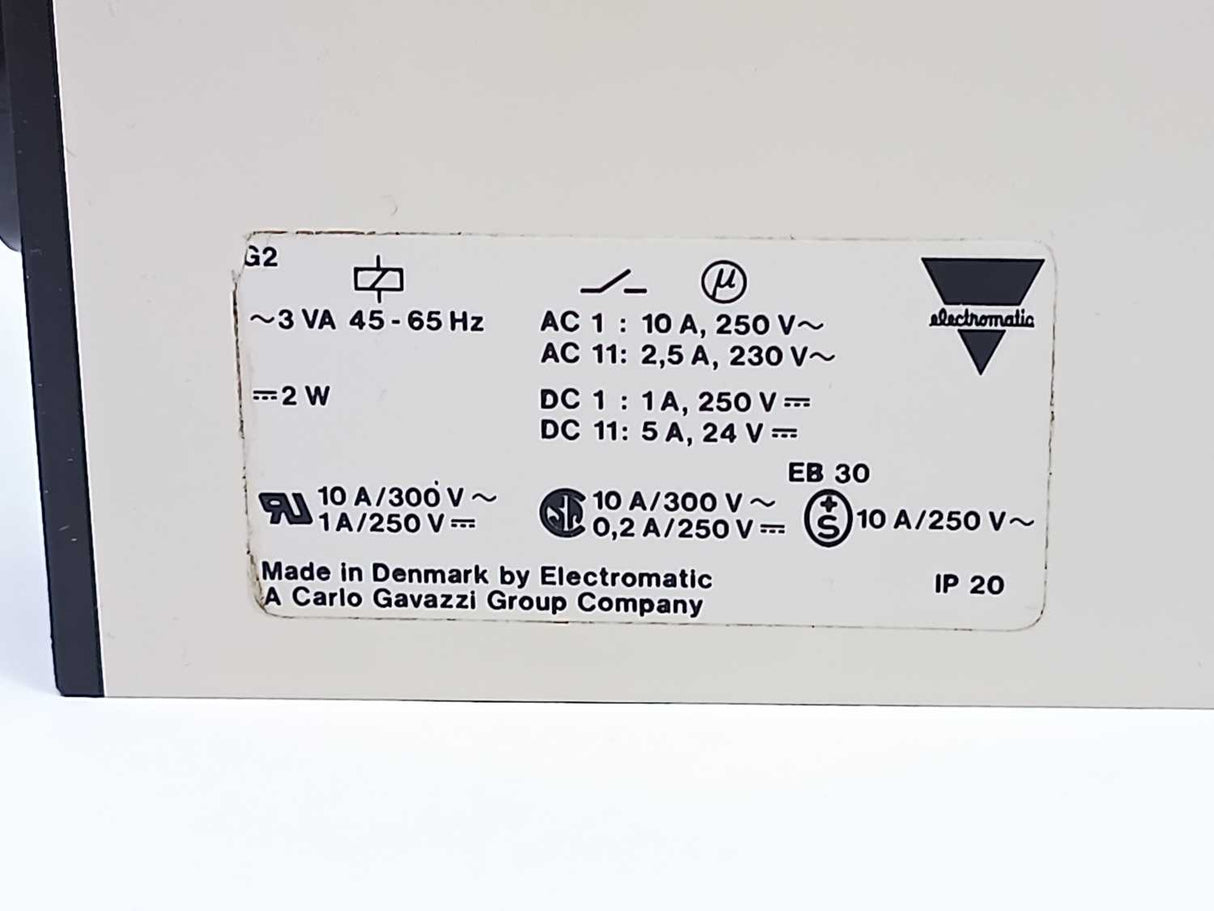 G2
µ
~3 VA 45 - 65 Hz
AC 1 : 10 A, 250 V~
AC 11: 2,5 A, 230 V~
electromatic
⎓2 W
DC 1 : 1 A, 250 V⎓
DC 11: 5 A, 24 V⎓
EB 30
RU 10 A/300 V~
1 A/250 V⎓
SA 10 A/300 V~
0,2 A/250 V⎓
+S 10 A/250 V~
Made in Denmark by Electromatic
A Carlo Gavazzi Group Company
IP 20